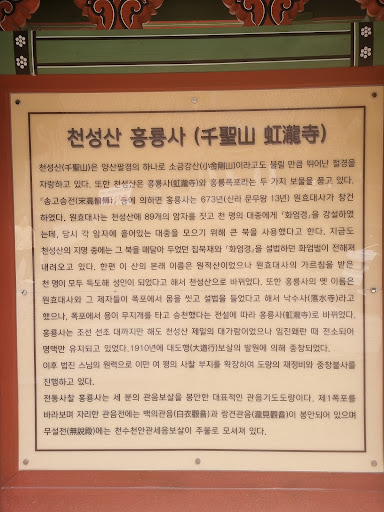 천성산 홍룡사 (千聖山 虹瀧寺)
천성산(千聖山)은 양산팔경의 하나로 소금강산(小金剛山)이라고도 불릴 만큼 뛰어난 절경을
자랑하고 있다. 또한 천성산은 홍룡사(虹瀧寺)와 홍룡폭포라는 두 가지 보물을 품고 있다.
『송고승전(宋高僧傳)』 등에 의하면 홍룡사는 673년(신라 문무왕 13년) 원효대사가 창건
하였다. 원효대사는 천성산에 89개의 암자를 짓고 천 명의 대중에게 『화엄경』을 강설하였
는데, 당시 각 암자에 흩어있는 대중을 모으기 위해 큰 북을 사용했다고 한다. 지금도
천성산의 지명 중에는 그 북을 매달아 두었던 집북재와 『화엄경』을 설법하던 화엄벌이 전해져
내려오고 있다. 한편 이 산의 본래 이름은 원적산이었으나 원효대사의 가르침을 받은
천 명이 모두 득도해 성인이 되었다고 해서 천성산으로 바뀌었다. 또한 홍룡사의 옛 이름은
원효대사와 그 제자들이 폭포에서 몸을 씻고 설법을 들었다고 해서 낙수사(落水寺)라고
했으나, 폭포에서 용이 무지개를 타고 승천했다는 전설에 따라 홍룡사(虹瀧寺)로 바뀌었다.
홍룡사는 조선 선조 대까지만 해도 천성산 제일의 대가람이었으나 임진왜란 때 전소되어
명맥만 유지되고 있었다. 1910년에 대도행(大道行)보살의 발원에 의해 중창되었다.
이후 법진 스님의 원력으로 이만 여 평의 사찰 부지를 확장하여 도량의 재정비와 중창불사를
진행하고 있다.
전통사찰 홍룡사는 세 분의 관음보살을 봉안한 대표적인 관음기도도량이다. 제1폭포를
바라보며 자리한 관음전에는 백의관음(白衣觀音)과 랑견관음(瀧見觀音)이 봉안되어 있으며
무설전(無說殿)에는 천수천안관세음보살이 주불로 모셔져 있다.